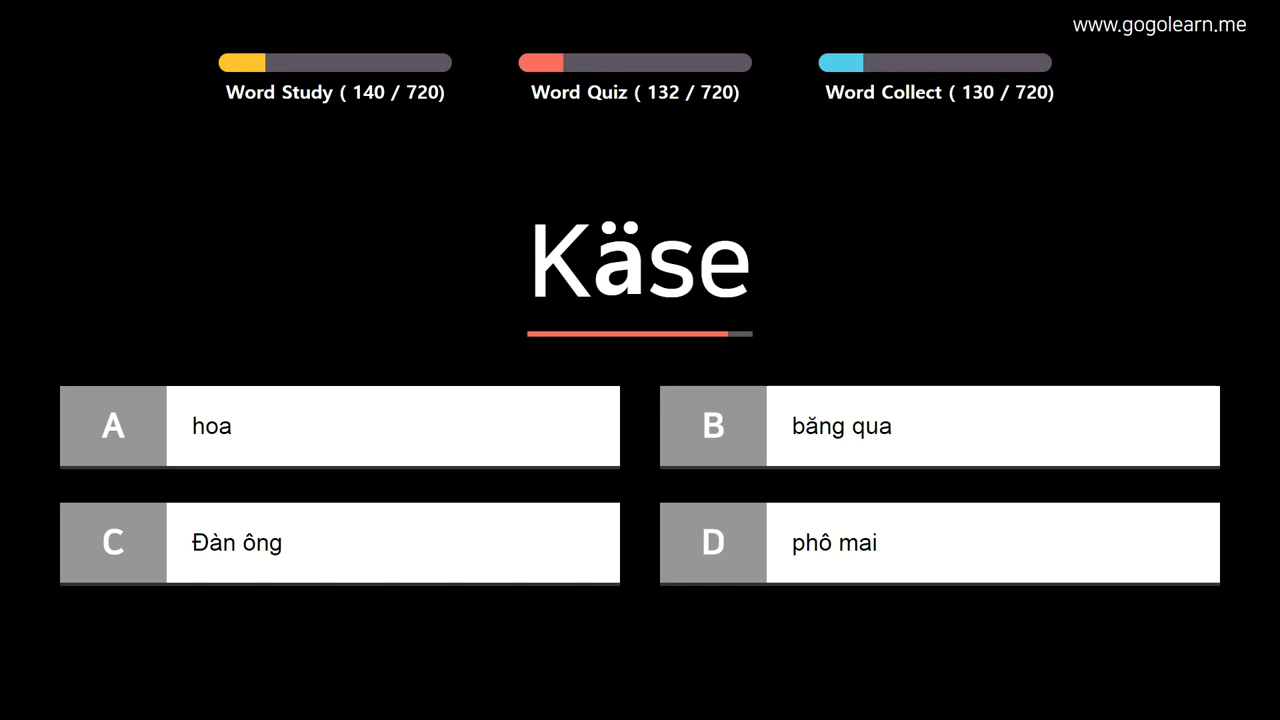 www.gogolearn.me
Word Study ( 140 / 720)
Word Quiz ( 132 / 720)
Word Collect ( 130 / 720)
Käse
A hoa
B băng qua
C Đàn ông
D phô mai